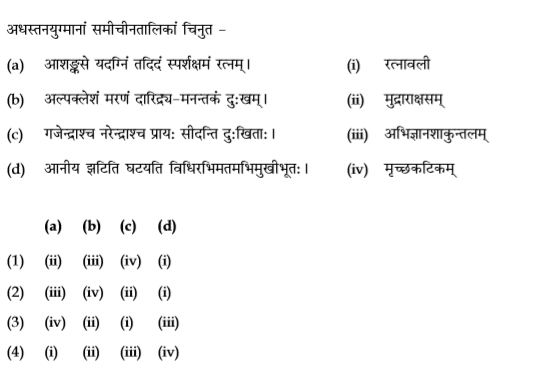 अधस्तनयुग्मानां समीचीनतालिकां चिनुत –
(a) आशङ्कसे यदग्निं तदिदं स्पर्शक्षमं रत्नम्। (i) रत्नावली
(b) अल्पक्लेशं मरणं दारिद्र्य-मनन्तकं दुःखम्। (ii) मुद्राराक्षसम्
(c) गजेन्द्राश्च नरेन्द्राश्च प्रायः सीदन्ति दुःखिताः। (iii) अभिज्ञानशाकुन्तलम्
(d) आनीय झटिति घटयति विधिरभिमतमभिमुखीभूतः। (iv) मृच्छकटिकम्
(a) (b) (c) (d)
(1) (ii) (iii) (iv) (i)
(2) (iii) (iv) (ii) (i)
(3) (iv) (ii) (i) (iii)
(4) (i) (ii) (iii) (iv)